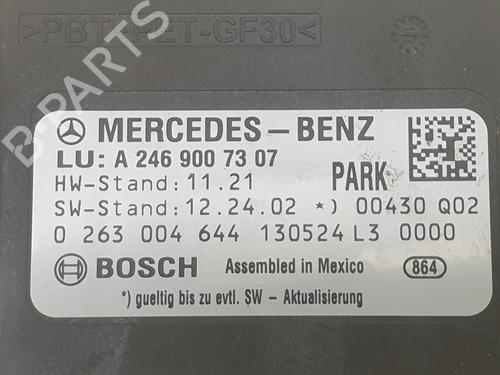 >PBT-PET-GF30<
B-PARTS
MERCEDES-BENZ
LU: A 246 900 73 07
HW-Stand: 11.21 PARK
SW-Stand: 12.24.02 *) 00430 Q02
0 263 004 644 130524 L3 0000
BOSCH Assembled in Mexico 864
*) gueltig bis zu evtl. SW - Aktualisierung